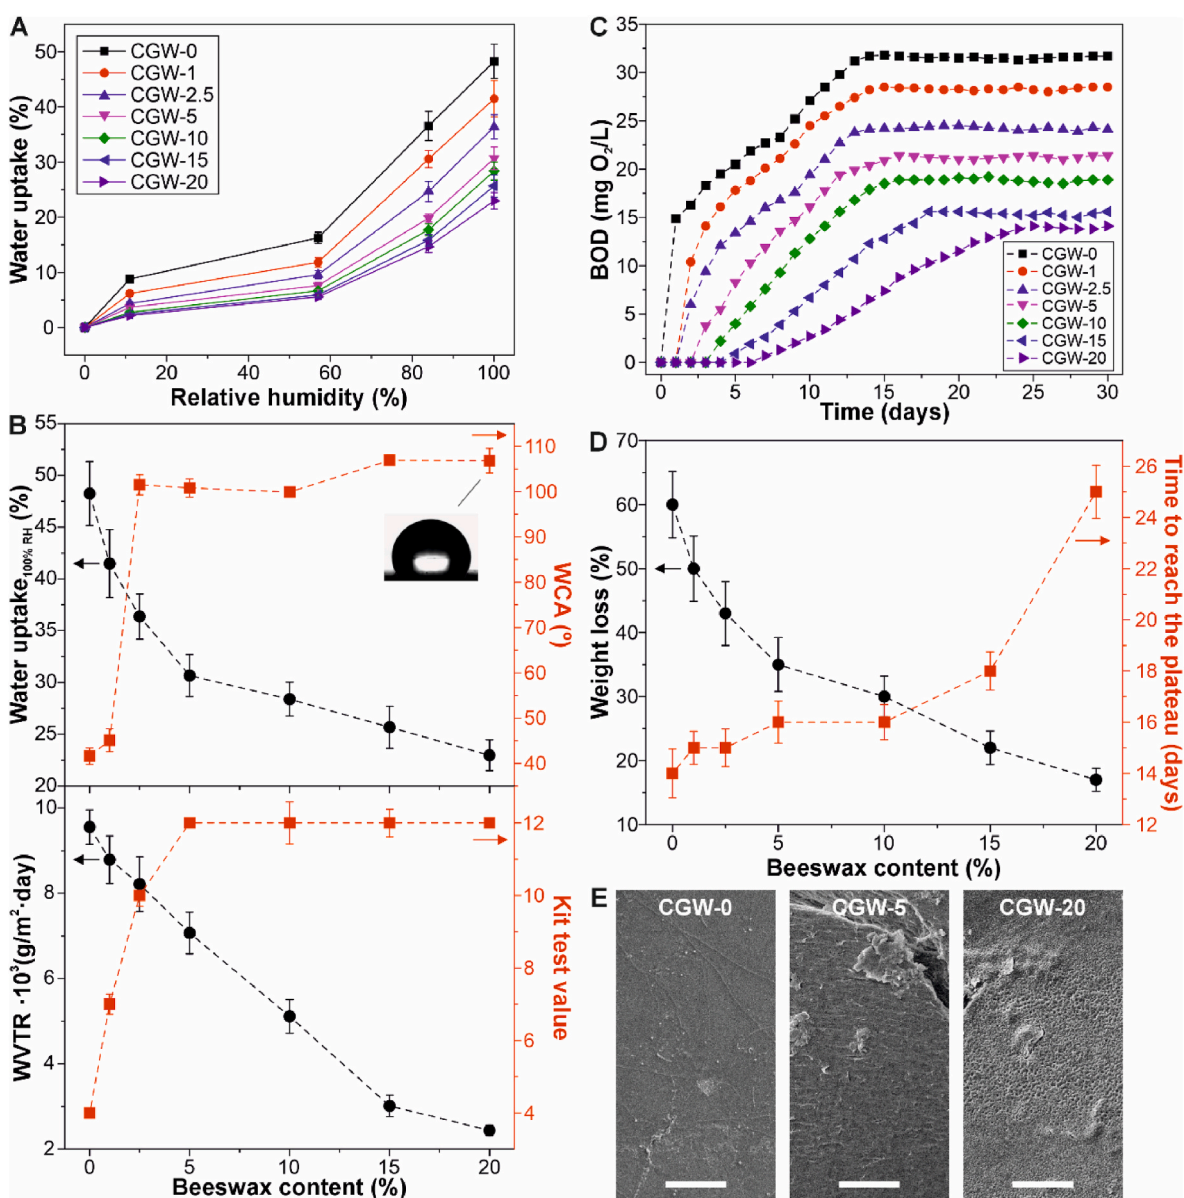 A
Water uptake (%)
50
40
30
20
10
0
CGW-0
CGW-1
CGW-2.5
CGW-5
CGW-10
CGW-15
CGW-20
0 20 40 60 80 100
Relative humidity (%)
C
BOD (mg O₂/L)
35
30
25
20
15
10
5
0
CGW-0
CGW-1
CGW-2.5
CGW-5
CGW-10
CGW-15
CGW-20
0 5 10 15 20 25 30
Time (days)
B
Water uptake 100% RH (%)
55
50
45
40
35
30
25
20
110
100
90
80
70
60
50
40
WCA (º)
WVTR ·10³(g/m²·day)
10
8
6
4
2
12
10
8
6
4
Kit test value
0 5 10 15 20
Beeswax content (%)
D
Weight loss (%)
70
60
50
40
30
20
10
26
24
22
20
18
16
14
12
Time to reach the plateau (days)
0 5 10 15 20
Beeswax content (%)
E
CGW-0
CGW-5
CGW-20